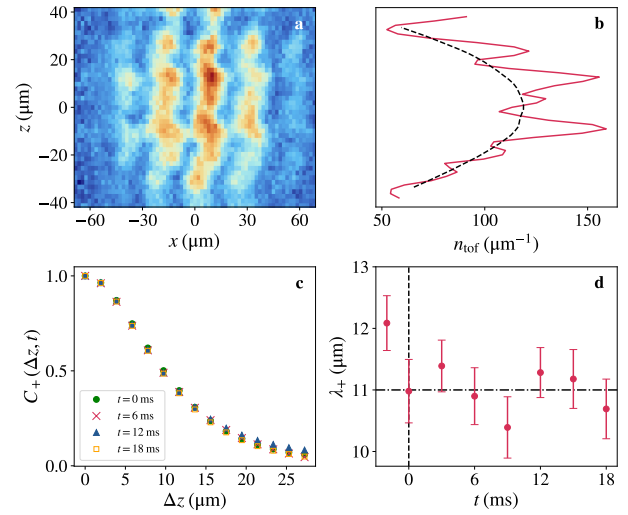 a
40
20
0
−20
−40
z (µm)
−60
−30
0
30
60
x (µm)
b
50
100
150
n_tof (µm⁻¹)
c
1.0
0.5
0.0
C₊ (Δz, t)
t = 0 ms
t = 6 ms
t = 12 ms
t = 18 ms
0
5
10
15
20
25
Δz (µm)
d
13
12
11
10
λ₊ (µm)
0
6
12
18
t (ms)